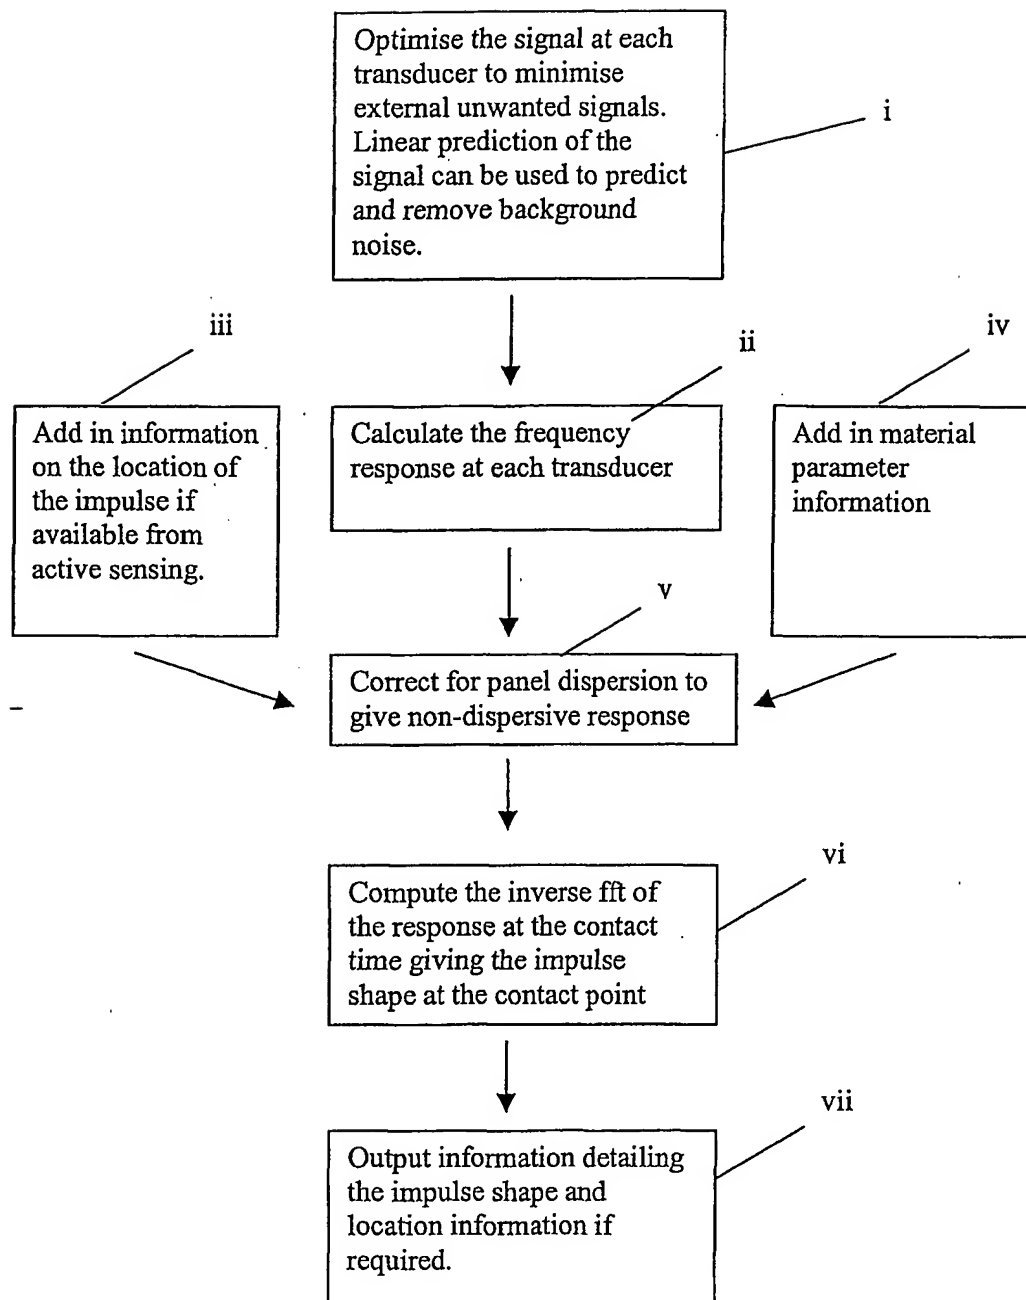 Optimise the signal at each
transducer to minimise
external unwanted signals.
Linear prediction of the
signal can be used to predict
and remove background
noise.
i
iii
Add in information
on the location of
the impulse if
available from
active sensing.
ii
Calculate the frequency
response at each transducer
iv
Add in material
parameter
information
v
Correct for panel dispersion to
give non-dispersive response
vi
Compute the inverse fft of
the response at the contact
time giving the impulse
shape at the contact point
vii
Output information detailing
the impulse shape and
location information if
required.